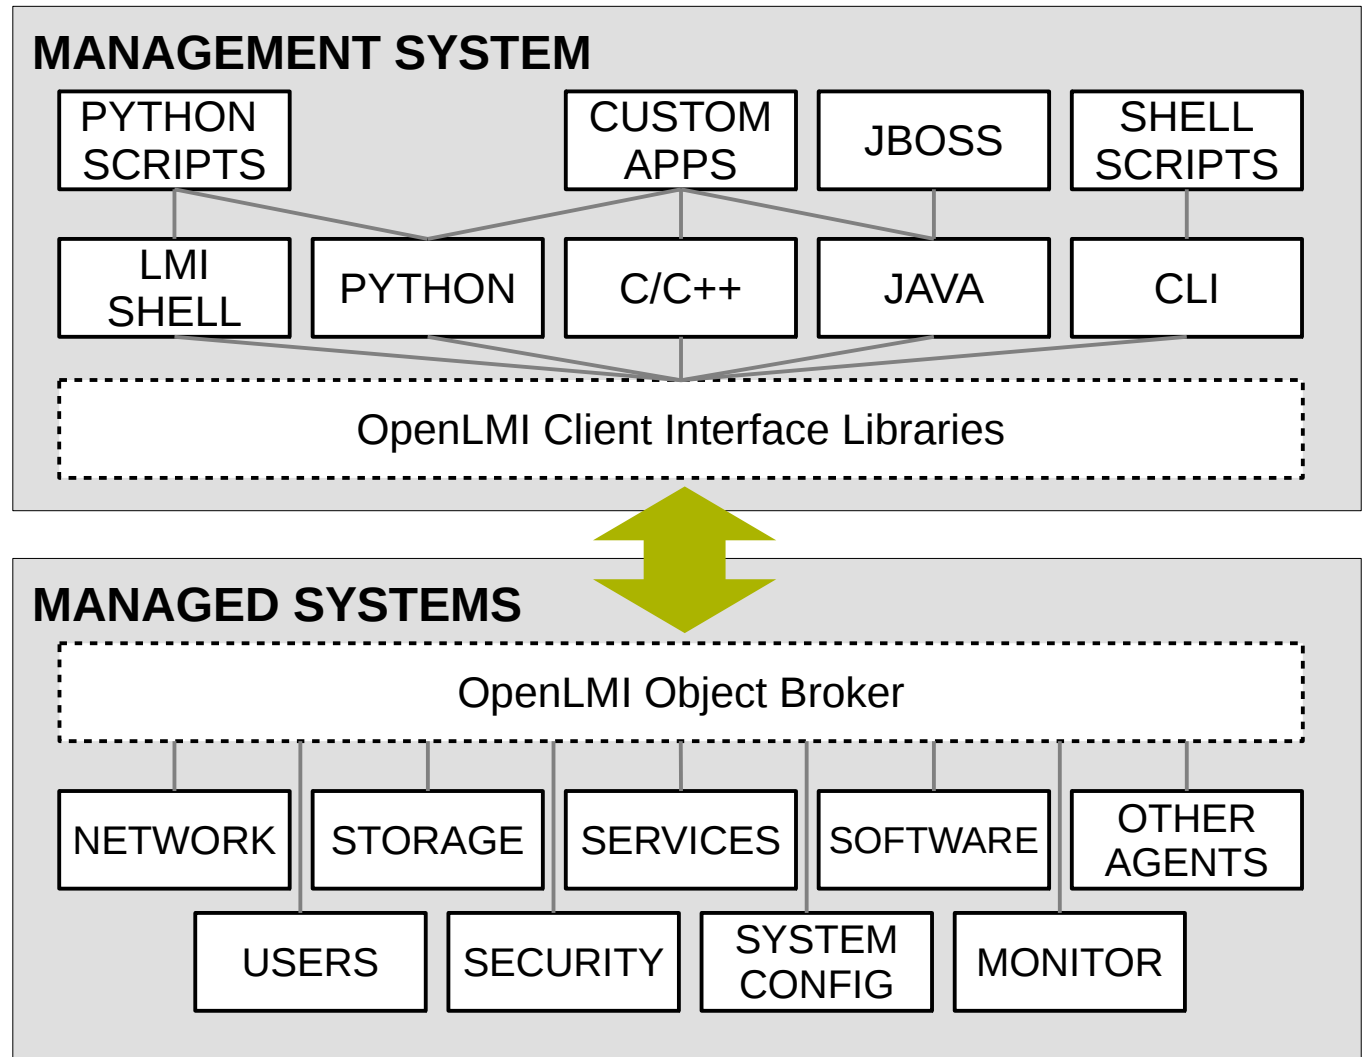 MANAGEMENT SYSTEM
PYTHON
SCRIPTS
CUSTOM
APPS
JBOSS
SHELL
SCRIPTS
LMI
SHELL
PYTHON
C/C++
JAVA
CLI
OpenLMI Client Interface Libraries
MANAGED SYSTEMS
OpenLMI Object Broker
NETWORK
STORAGE
SERVICES
SOFTWARE
OTHER
AGENTS
USERS
SECURITY
SYSTEM
CONFIG
MONITOR